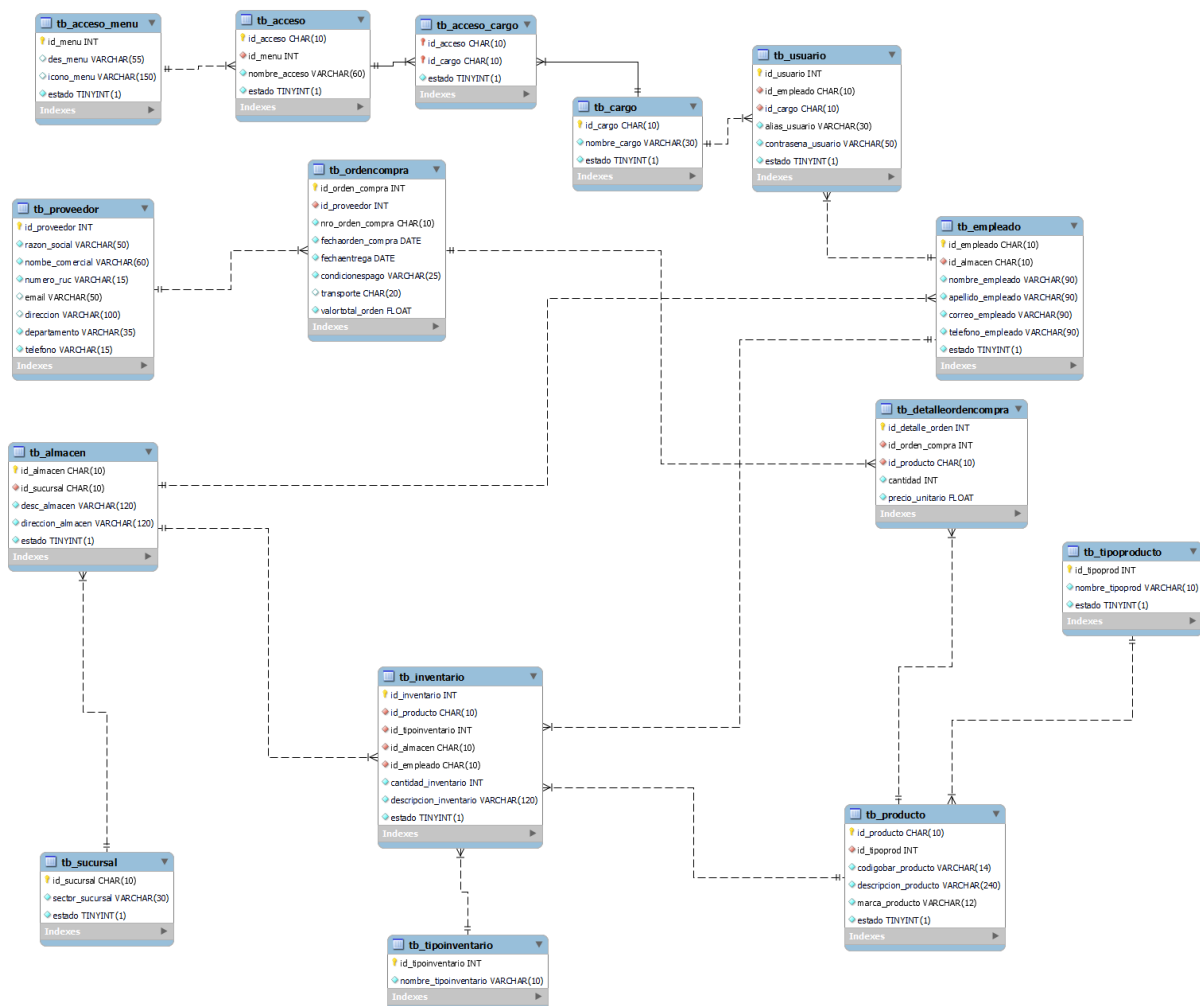 tb_acceso_menu
id_menu INT
des_menu VARCHAR(55)
icono_menu VARCHAR(150)
estado TINYINT(1)
Indexes
tb_acceso
id_acceso CHAR(10)
id_menu INT
nombre_acceso VARCHAR(60)
estado TINYINT(1)
Indexes
tb_acceso_cargo
id_acceso CHAR(10)
id_cargo CHAR(10)
estado TINYINT(1)
Indexes
tb_cargo
id_cargo CHAR(10)
nombre_cargo VARCHAR(30)
estado TINYINT(1)
Indexes
tb_usuario
id_usuario INT
id_empleado CHAR(10)
id_cargo CHAR(10)
alias_usuario VARCHAR(30)
contrasena_usuario VARCHAR(50)
estado TINYINT(1)
Indexes
tb_proveedor
id_proveedor INT
razon_social VARCHAR(50)
nombe_comercial VARCHAR(60)
numero_ruc VARCHAR(15)
email VARCHAR(50)
direccion VARCHAR(100)
departamento VARCHAR(35)
telefono VARCHAR(15)
Indexes
tb_ordencompra
id_orden_compra INT
id_proveedor INT
nro_orden_compra CHAR(10)
fechaorden_compra DATE
fechaentrega DATE
condicionespago VARCHAR(25)
transporte CHAR(20)
valortotal_orden FLOAT
Indexes
tb_empleado
id_empleado CHAR(10)
id_almacen CHAR(10)
nombre_empleado VARCHAR(90)
apellido_empleado VARCHAR(90)
correo_empleado VARCHAR(90)
telefono_empleado VARCHAR(90)
estado TINYINT(1)
Indexes
tb_detalleordencompra
id_detalle_orden INT
id_orden_compra INT
id_producto CHAR(10)
cantidad INT
precio_unitario FLOAT
Indexes
tb_almacen
id_almacen CHAR(10)
id_sucursal CHAR(10)
desc_almacen VARCHAR(120)
direccion_almacen VARCHAR(120)
estado TINYINT(1)
Indexes
tb_tipoproducto
id_tipoprod INT
nombre_tipoprod VARCHAR(10)
estado TINYINT(1)
Indexes
tb_inventario
id_inventario INT
id_producto CHAR(10)
id_tipoinventario INT
id_almacen CHAR(10)
id_empleado CHAR(10)
cantidad_inventario INT
descripcion_inventario VARCHAR(120)
estado TINYINT(1)
Indexes
tb_producto
id_producto CHAR(10)
id_tipoprod INT
codigobar_producto VARCHAR(14)
descripcion_producto VARCHAR(240)
marca_producto VARCHAR(12)
estado TINYINT(1)
Indexes
tb_sucursal
id_sucursal CHAR(10)
sector_sucursal VARCHAR(30)
estado TINYINT(1)
Indexes
tb_tipoinventario
id_tipoinventario INT
nombre_tipoinventario VARCHAR(10)
Indexes